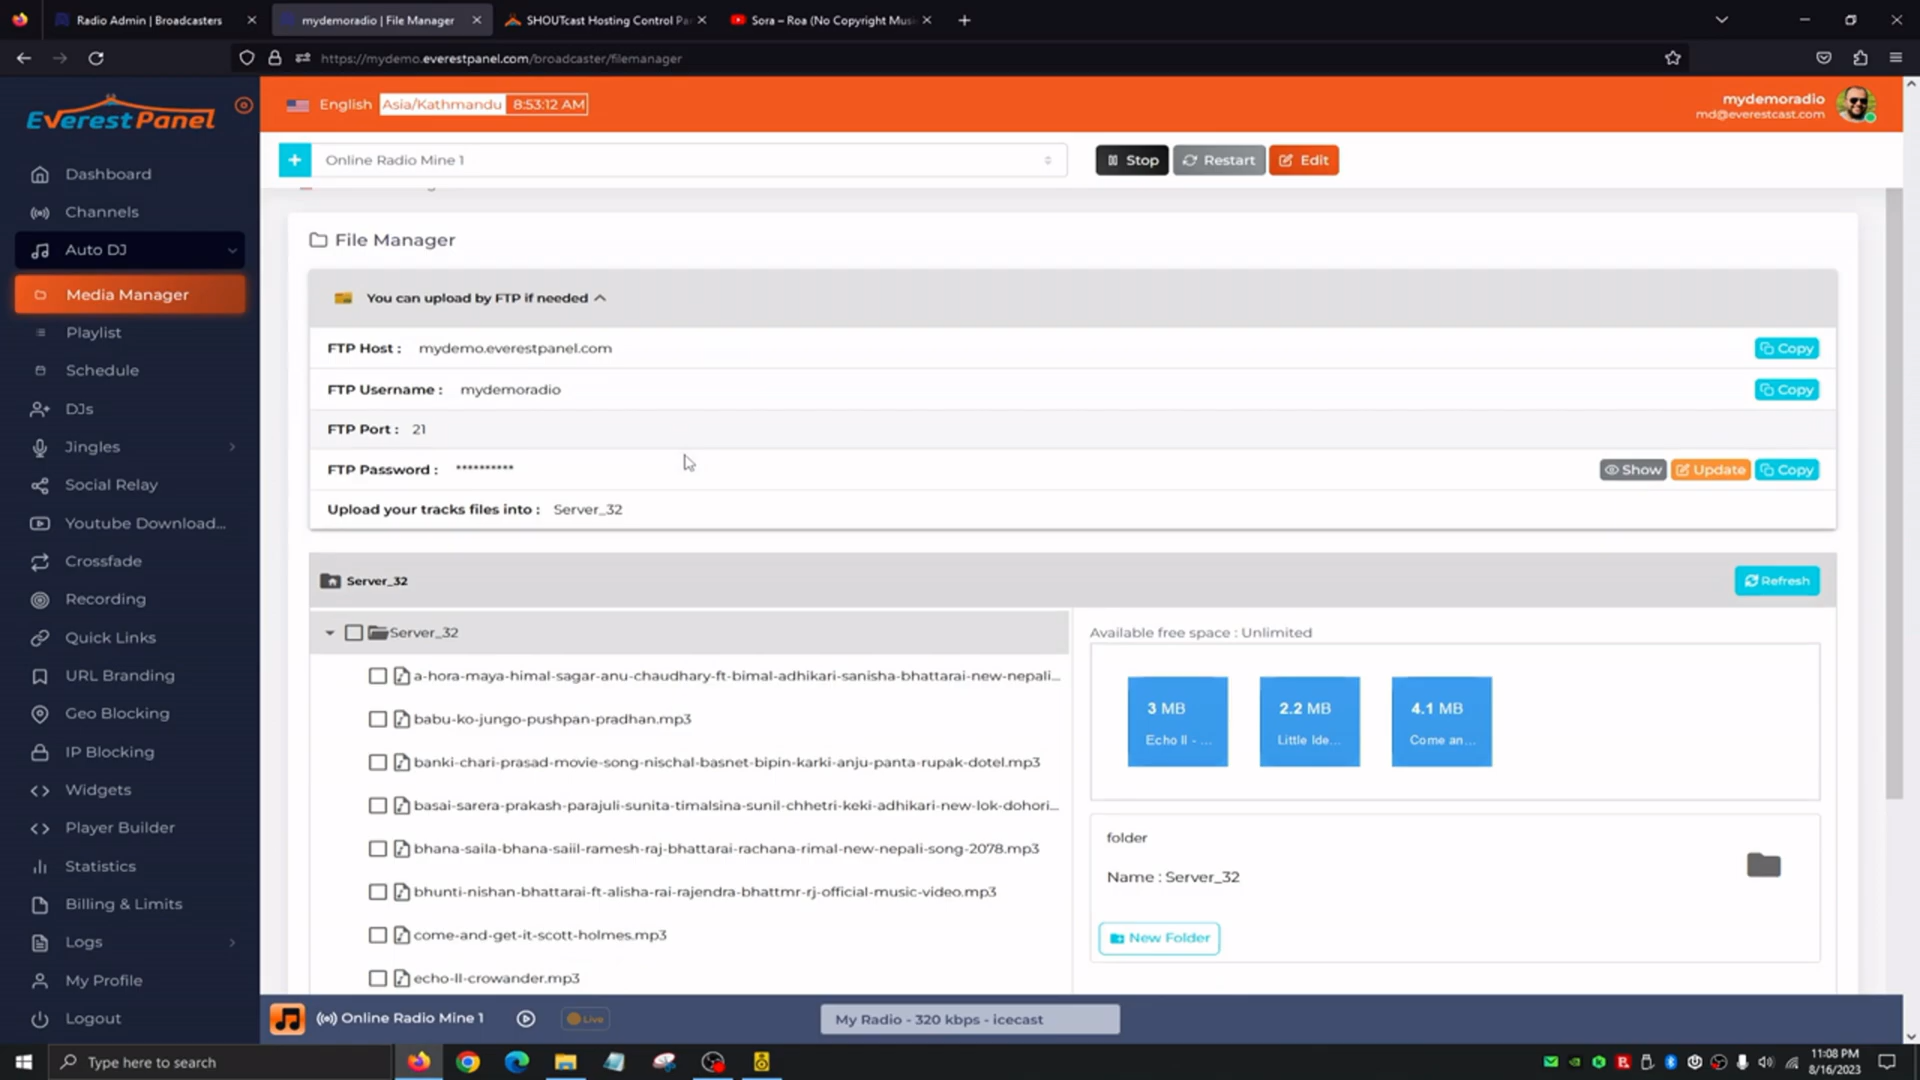 Radio Admin | Broadcasters
mydemoradio | File Manager
SHOUTcast Hosting Control Pa
Sora – Roa (No Copyright Mus
https://mydemo.everestpanel.com/broadcaster/filemanager
EverestPanel
English
Asia/Kathmandu
8:53:12 AM
mydemoradio
md@everestcast.com
+
Online Radio Mine 1
Stop
Restart
Edit
Dashboard
Channels
Auto DJ
Media Manager
Playlist
Schedule
DJs
Jingles
Social Relay
Youtube Download...
Crossfade
Recording
Quick Links
URL Branding
Geo Blocking
IP Blocking
Widgets
Player Builder
Statistics
Billing & Limits
Logs
My Profile
Logout
File Manager
You can upload by FTP if needed
FTP Host : mydemo.everestpanel.com
Copy
FTP Username : mydemoradio
Copy
FTP Port : 21
FTP Password : **********
Show
Update
Copy
Upload your tracks files into : Server_32
Server_32
Refresh
Server_32
a-hora-maya-himal-sagar-anu-chaudhary-ft-bimal-adhikari-sanisha-bhattarai-new-nepali...
babu-ko-jungo-pushpan-pradhan.mp3
banki-chari-prasad-movie-song-nischal-basnet-bipin-karki-anju-panta-rupak-dotel.mp3
basai-sarera-prakash-parajuli-sunita-timalsina-sunil-chhetri-keki-adhikari-new-lok-dohori...
bhana-saila-bhana-saiil-ramesh-raj-bhattarai-rachana-rimal-new-nepali-song-2078.mp3
bhunti-nishan-bhattarai-ft-alisha-rai-rajendra-bhattmr-rj-official-music-video.mp3
come-and-get-it-scott-holmes.mp3
echo-ll-crowander.mp3
Available free space : Unlimited
3 MB
Echo ll - ...
2.2 MB
Little Ide...
4.1 MB
Come an...
folder
Name : Server_32
New Folder
Online Radio Mine 1
Live
My Radio - 320 kbps - icecast
Type here to search
11:08 PM
8/16/2023